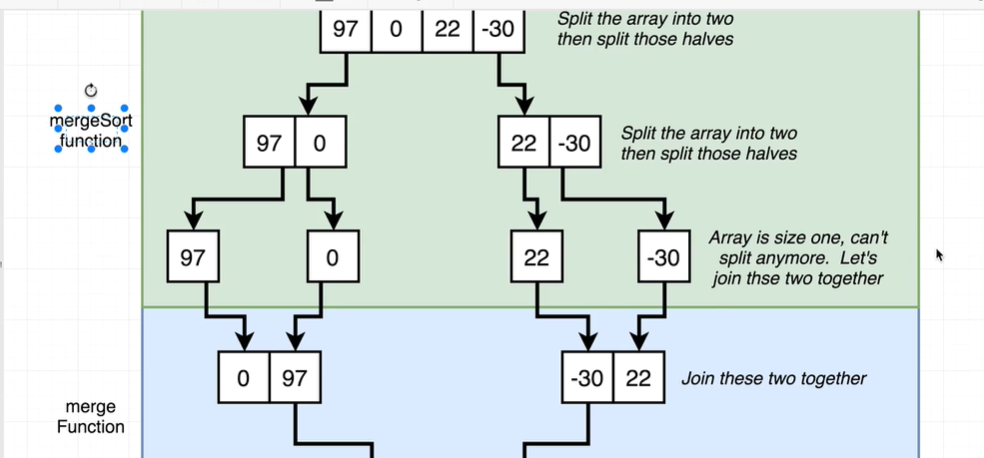 97 0 22 -30
Split the array into two
then split those halves
mergeSort
function
97 0
22 -30
Split the array into two
then split those halves
97
0
22
-30
Array is size one, can't
split anymore. Let's
join thse two together
0 97
-30 22
Join these two together
merge
Function